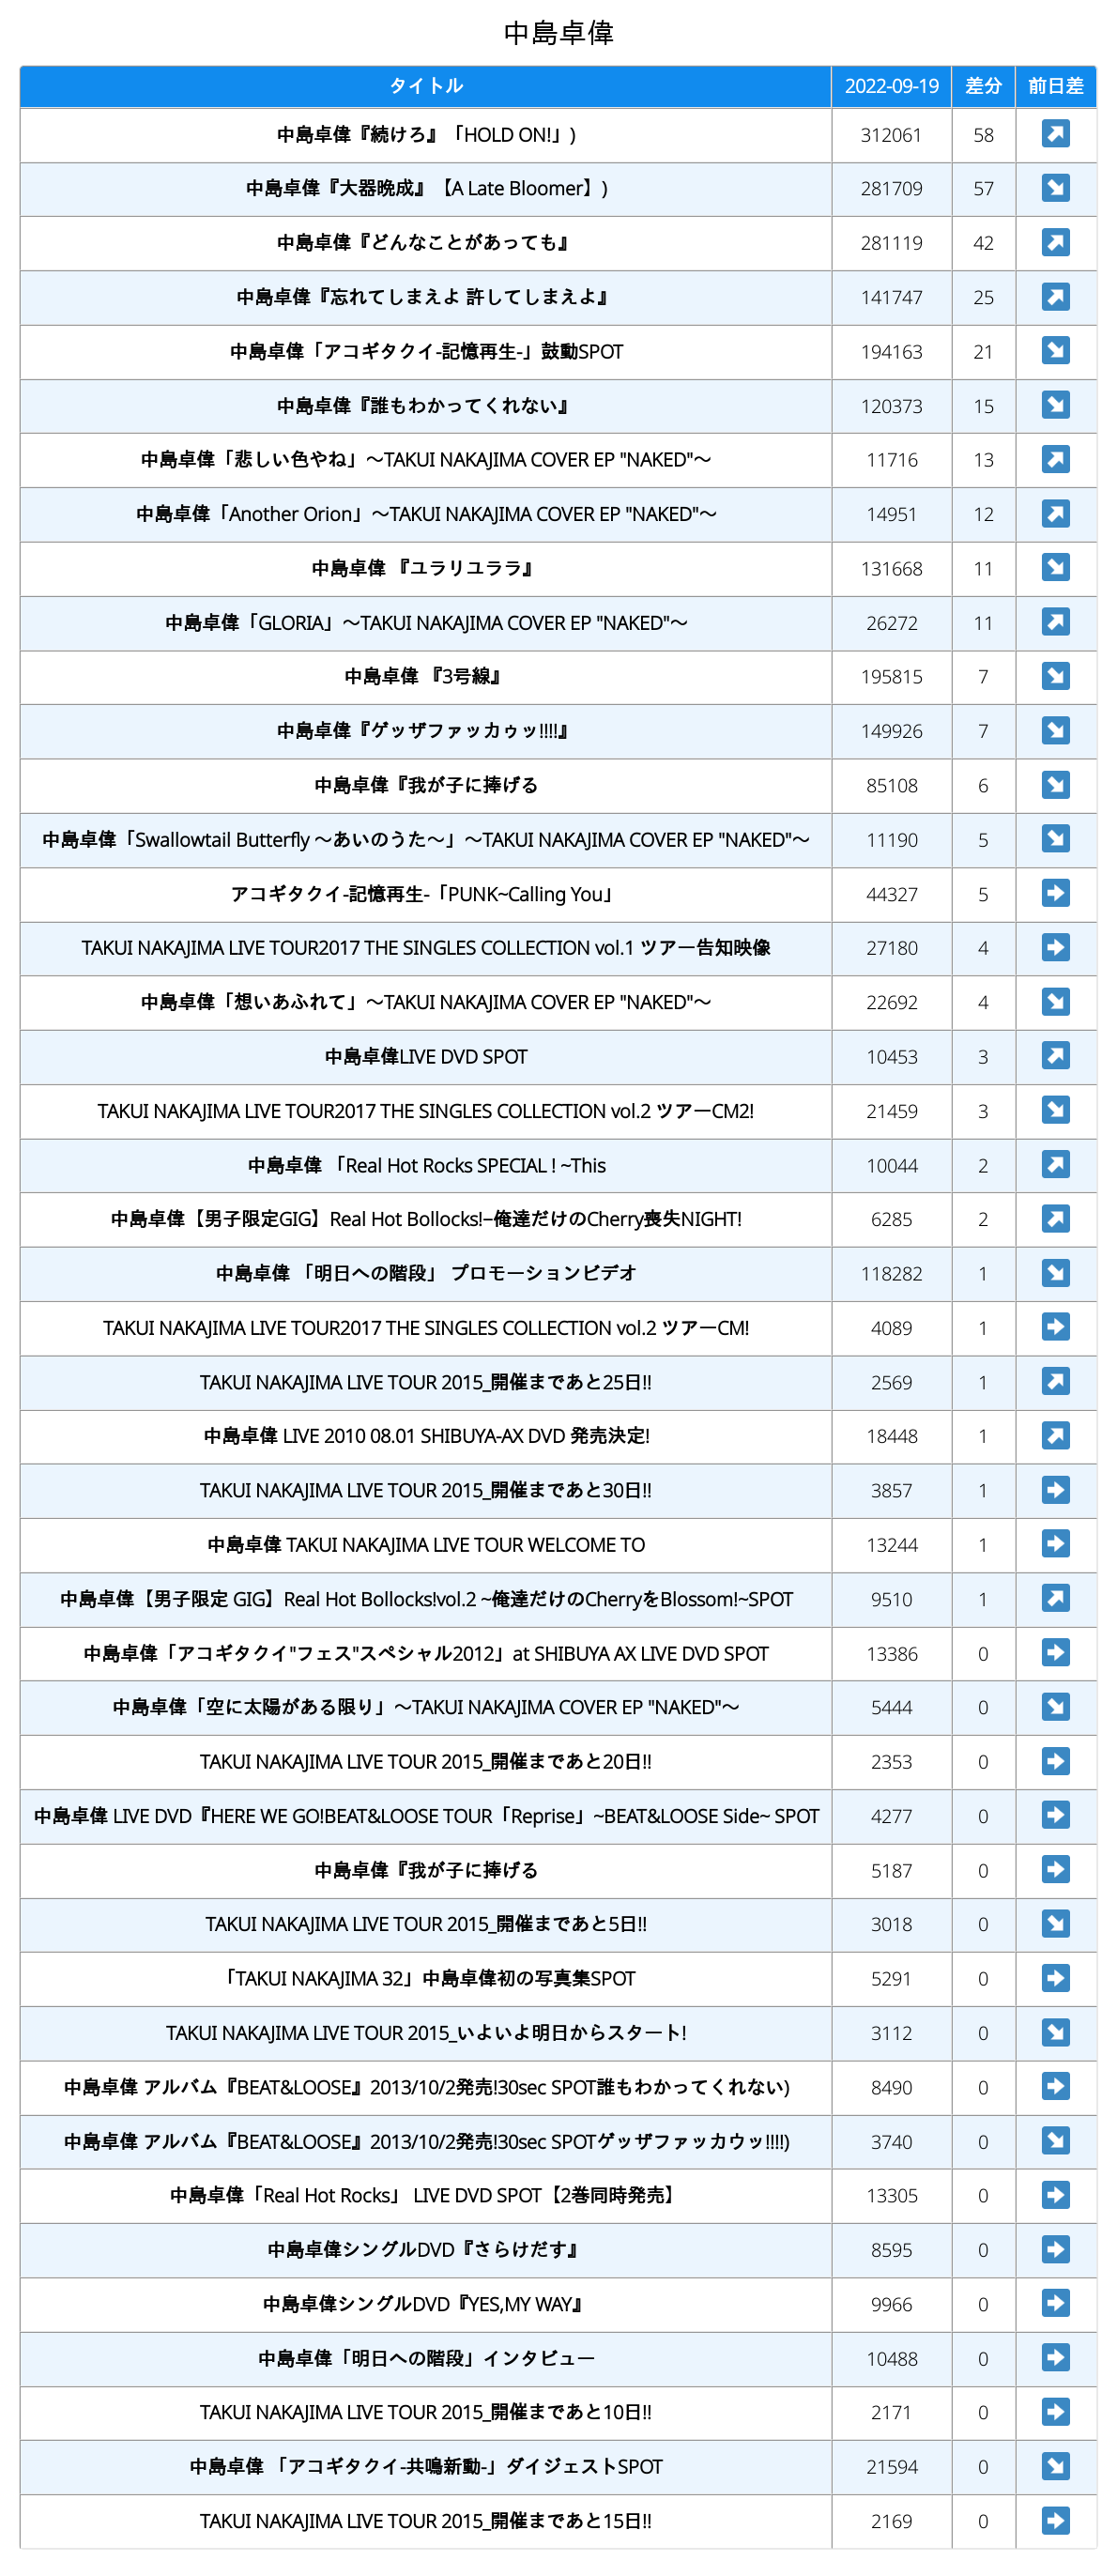 中島卓偉
タイトル 2022-09-19 差分 前日差
中島卓偉『続けろ』「HOLD ON!」) 312061 58 ↗
中島卓偉『大器晩成』【A Late Bloomer】) 281709 57 ↘
中島卓偉『どんなことがあっても』 281119 42 ↗
中島卓偉『忘れてしまえよ 許してしまえよ』 141747 25 ↗
中島卓偉「アコギタクイ-記憶再生-」鼓動SPOT 194163 21 ↘
中島卓偉『誰もわかってくれない』 120373 15 ↘
中島卓偉「悲しい色やね」～TAKUI NAKAJIMA COVER EP "NAKED"～ 11716 13 ↗
中島卓偉「Another Orion」～TAKUI NAKAJIMA COVER EP "NAKED"～ 14951 12 ↗
中島卓偉 『ユラリユララ』 131668 11 ↘
中島卓偉「GLORIA」～TAKUI NAKAJIMA COVER EP "NAKED"～ 26272 11 ↗
中島卓偉 『3号線』 195815 7 ↘
中島卓偉『ゲッザファッカゥッ!!!!』 149926 7 ↘
中島卓偉『我が子に捧げる 85108 6 ↘
中島卓偉「Swallowtail Butterfly ～あいのうた～」～TAKUI NAKAJIMA COVER EP "NAKED"～ 11190 5 ↘
アコギタクイ-記憶再生-「PUNK~Calling You」 44327 5 ➡
TAKUI NAKAJIMA LIVE TOUR2017 THE SINGLES COLLECTION vol.1 ツアー告知映像 27180 4 ➡
中島卓偉「想いあふれて」～TAKUI NAKAJIMA COVER EP "NAKED"～ 22692 4 ↘
中島卓偉LIVE DVD SPOT 10453 3 ↗
TAKUI NAKAJIMA LIVE TOUR2017 THE SINGLES COLLECTION vol.2 ツアーCM2! 21459 3 ↘
中島卓偉 「Real Hot Rocks SPECIAL ! ~This 10044 2 ↗
中島卓偉【男子限定GIG】Real Hot Bollocks!−俺達だけのCherry喪失NIGHT! 6285 2 ↗
中島卓偉 「明日への階段」 プロモーションビデオ 118282 1 ↘
TAKUI NAKAJIMA LIVE TOUR2017 THE SINGLES COLLECTION vol.2 ツアーCM! 4089 1 ➡
TAKUI NAKAJIMA LIVE TOUR 2015_開催まであと25日!! 2569 1 ↗
中島卓偉 LIVE 2010 08.01 SHIBUYA-AX DVD 発売決定! 18448 1 ↗
TAKUI NAKAJIMA LIVE TOUR 2015_開催まであと30日!! 3857 1 ➡
中島卓偉 TAKUI NAKAJIMA LIVE TOUR WELCOME TO 13244 1 ➡
中島卓偉【男子限定 GIG】Real Hot Bollocks!vol.2 ~俺達だけのCherryをBlossom!~SPOT 9510 1 ↗
中島卓偉「アコギタクイ"フェス"スペシャル2012」at SHIBUYA AX LIVE DVD SPOT 13386 0 ➡
中島卓偉「空に太陽がある限り」～TAKUI NAKAJIMA COVER EP "NAKED"～ 5444 0 ↘
TAKUI NAKAJIMA LIVE TOUR 2015_開催まであと20日!! 2353 0 ➡
中島卓偉 LIVE DVD『HERE WE GO!BEAT&LOOSE TOUR「Reprise」~BEAT&LOOSE Side~ SPOT 4277 0 ➡
中島卓偉『我が子に捧げる 5187 0 ➡
TAKUI NAKAJIMA LIVE TOUR 2015_開催まであと5日!! 3018 0 ↘
「TAKUI NAKAJIMA 32」中島卓偉初の写真集SPOT 5291 0 ➡
TAKUI NAKAJIMA LIVE TOUR 2015_いよいよ明日からスタート! 3112 0 ↘
中島卓偉 アルバム『BEAT&LOOSE』2013/10/2発売!30sec SPOT誰もわかってくれない) 8490 0 ➡
中島卓偉 アルバム『BEAT&LOOSE』2013/10/2発売!30sec SPOTゲッザファッカウッ!!!!) 3740 0 ↘
中島卓偉「Real Hot Rocks」 LIVE DVD SPOT【2巻同時発売】 13305 0 ➡
中島卓偉シングルDVD『さらけだす』 8595 0 ➡
中島卓偉シングルDVD『YES,MY WAY』 9966 0 ➡
中島卓偉「明日への階段」インタビュー 10488 0 ➡
TAKUI NAKAJIMA LIVE TOUR 2015_開催まであと10日!! 2171 0 ➡
中島卓偉 「アコギタクイ-共鳴新動-」ダイジェストSPOT 21594 0 ↘
TAKUI NAKAJIMA LIVE TOUR 2015_開催まであと15日!! 2169 0 ➡